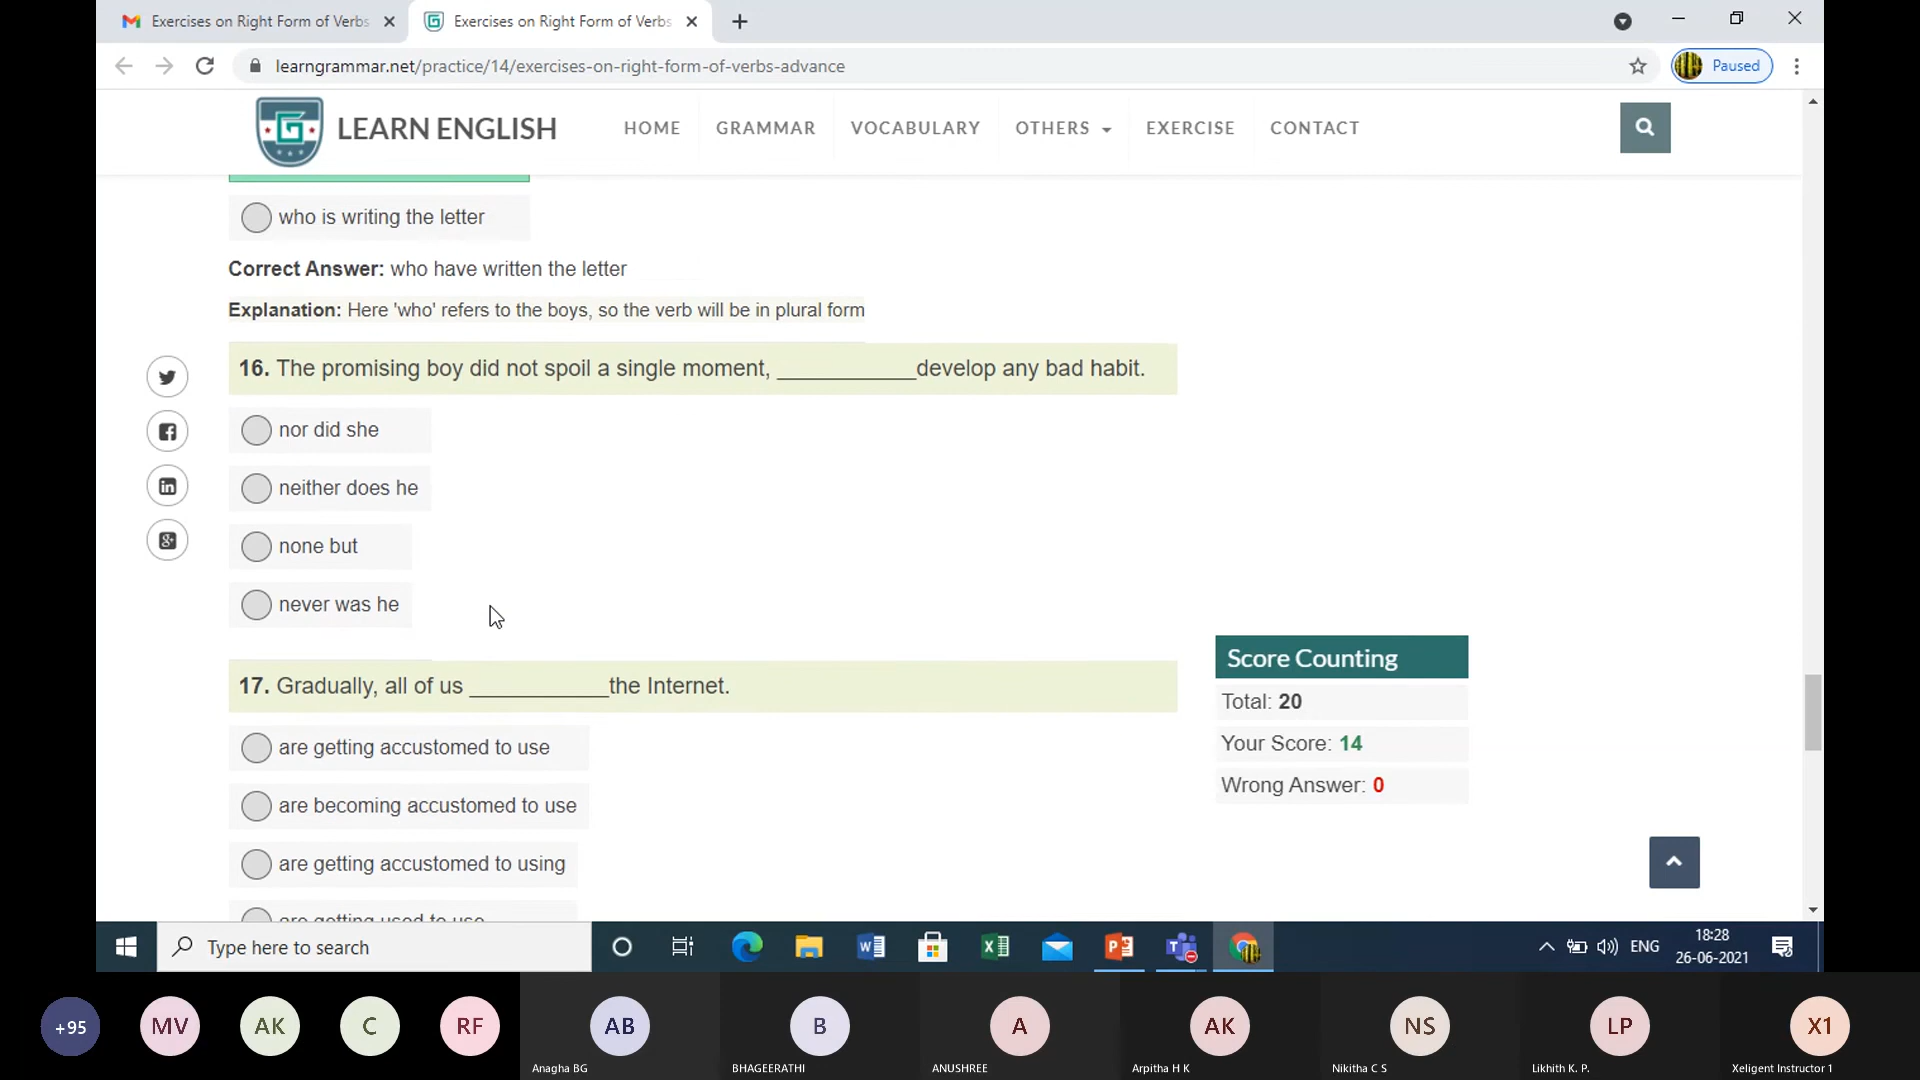 Exercises on Right Form of Verbs
Exercises on Right Form of Verbs
learngrammar.net/practice/14/exercises-on-right-form-of-verbs-advance
Paused
G LEARN ENGLISH
HOME GRAMMAR VOCABULARY OTHERS EXERCISE CONTACT
who is writing the letter
Correct Answer: who have written the letter
Explanation: Here 'who' refers to the boys, so the verb will be in plural form
16. The promising boy did not spoil a single moment, ___________develop any bad habit.
nor did she
neither does he
none but
never was he
17. Gradually, all of us ___________the Internet.
are getting accustomed to use
are becoming accustomed to use
are getting accustomed to using
are getting used to use
Score Counting
Total: 20
Your Score: 14
Wrong Answer: 0
Type here to search
ENG
18:28
26-06-2021
+95 MV AK C RF AB B A AK NS LP X1
Anagha BG BHAGEERATHI ANUSHREE Arpitha H K Nikitha C S Likhith K. P. Xeligent Instructor 1